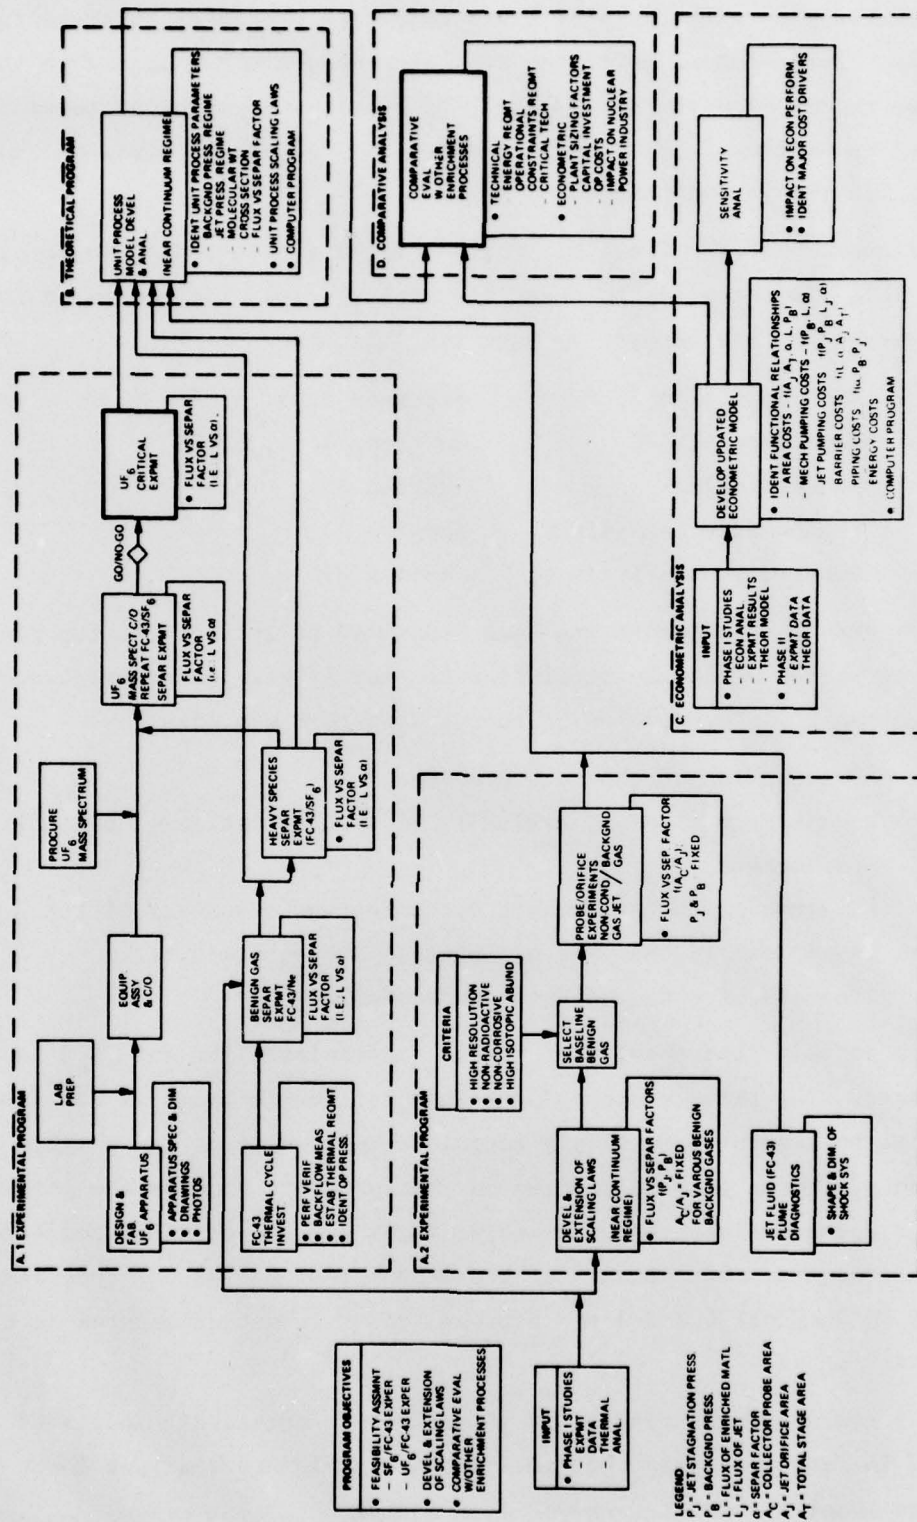 PROGRAM OBJECTIVES
• FEASIBILITY ASSMNT
- SF6/FC-43 EXPER
- UF6/FC-43 EXPER
• DEVEL & EXTENSION
OF SCALING LAWS
• COMPARATIVE EVAL
W/OTHER
ENRICHMENT PROCESSES
INPUT
• PHASE I STUDIES
- EXPMT
DATA
- THERMAL
ANAL.
LEGEND
PJ = JET STAGNATION PRESS
PB = BACKGND PRESS.
L = FLUX OF ENRICHED MATL
LJ = FLUX OF JET
α = SEPAR FACTOR
AC = COLLECTOR PROBE AREA
AJ = JET ORIFICE AREA
AT = TOTAL STAGE AREA
A. 1 EXPERIMENTAL PROGRAM
LAB
PREP
PROCURE
UF6
MASS SPECTRUM
DESIGN &
FAB.
UF6 APPARATUS
• APPARATUS SPEC & DIM
• DRAWINGS
• PHOTOS
EQUIP.
ASSY
& C/O
UF6
MASS SPECT C/O
REPEAT FC-43/SF6
SEPAR EXPMT
FLUX VS SEPAR
FACTOR
(i.e., L VS α)
GO/NO-GO
UF6
CRITICAL
EXPMT
• FLUX VS SEPAR
FACTOR
(I.E. L VS α).
FC-43
THERMAL CYCLE
INVEST
• PERF VERIF
• BACKFLOW MEAS
• ESTAB THERMAL REQMT
• IDENT OP PRESS.
BENIGN GAS
SEPAR
EXPMT
FC-43/Ne
FLUX VS SEPAR
FACTOR
(I.E., L VS α)
HEAVY SPECIES
SEPAR
EXPMT
(FC-43/SF6)
• FLUX VS SEPAR
FACTOR
(I E L VS α)
A.2 EXPERIMENTAL PROGRAM
CRITERIA
• HIGH RESOLUTION
• NON RADIOACTIVE
• NON-CORROSIVE
• HIGH ISOTOPIC ABUND
DEVEL &
EXTENSION OF
SCALING LAWS
(NEAR CONTINUUM
REGIME)
• FLUX VS SEPAR FACTORS
f(PJ, PB)
AC/AJ = FIXED
FOR VARIOUS BENIGN
BACKGND GASES
SELECT
BASELINE
BENIGN
GAS
PROBE/ORIFICE
EXPERIMENTS
NON-COND/BACKGND
GAS JET / GAS
• FLUX VS SEP. FACTOR
f(AC/AJ).
PJ & PB FIXED
JET FLUID (FC-43)
PLUME
DIAGNOSTICS
• SHAPE & DIM OF
SHOCK SYS
B. THEORETICAL PROGRAM
UNIT PROCESS
MODEL DEVEL
& ANAL
INEAR CONTINUUM REGIME)
• IDENT UNIT PROCESS PARAMETERS
- BACKGND PRESS REGIME
JET PRESS REGIME
- MOLECULAR WT
- CROSS SECTION
- FLUX VS SEPAR FACTOR
• UNIT PROCESS SCALING LAWS
• COMPUTER PROGRAM
D. COMPARATIVE ANALYSIS
COMPARATIVE
EVAL
W OTHER
ENRICHMENT
PROCESSES
• TECHNICAL
ENERGY REQMT
OPERATIONAL
CONSTRAINTS REQMT
- CRITICAL TECH
• ECONOMETRIC
- PLANT SIZING FACTORS
CAPITAL INVESTMENT
- OP COSTS
IMPACT ON NUCLEAR
POWER INDUSTRY
C. ECONOMETRIC ANALYSIS
INPUT
• PHASE I STUDIES
- ECON ANAL
- EXPMT RESULTS
- THEOR MODEL
• PHASE II
- EXPMT DATA
- THEOR DATA
DEVELOP UPDATED
ECONOMETRIC MODEL
• IDENT FUNCTIONAL RELATIONSHIPS
- AREA COSTS - f(AJ, AT, α, L, PB)
- MECH PUMPING COSTS - f(PB, L, α)
JET PUMPING COSTS
BARRIER COSTS
PIPING COSTS
ENERGY COSTS
• COMPUTER PROGRAM
SENSITIVITY
ANAL
• IMPACT ON ECON PERFORM
• IDENT MAJOR COST DRIVERS